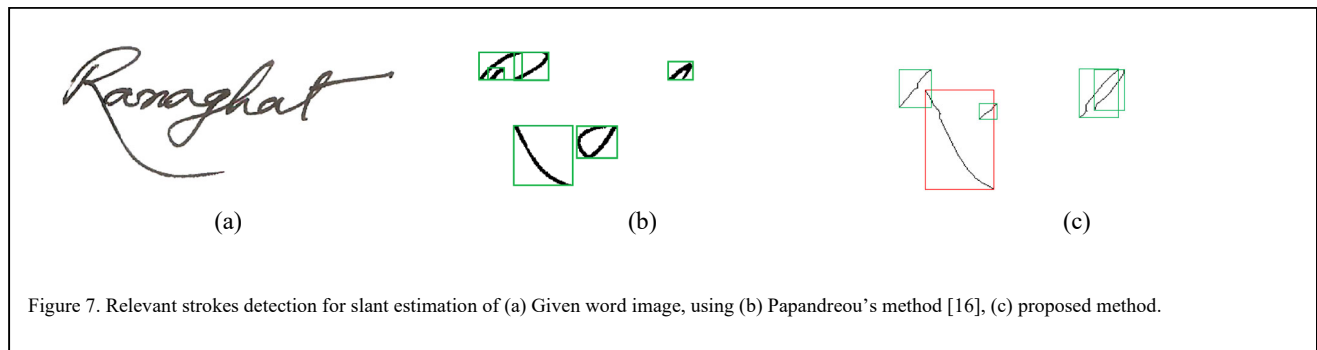 Ranaghat
(a) (b) (c)
Figure 7. Relevant strokes detection for slant estimation of (a) Given word image, using (b) Papandreou’s method [16], (c) proposed method.